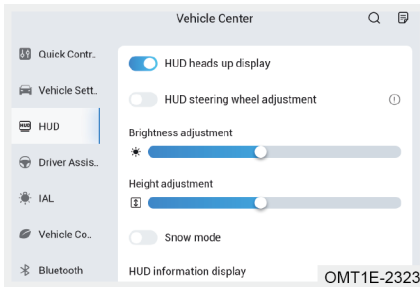 Vehicle Center
Quick Contr..
Vehicle Sett..
HUD
HUD
Driver Assis..
IAL
Vehicle Co..
Bluetooth
HUD heads up display
HUD steering wheel adjustment
Brightness adjustment
Height adjustment
Snow mode
HUD information display
OMT1E-2323